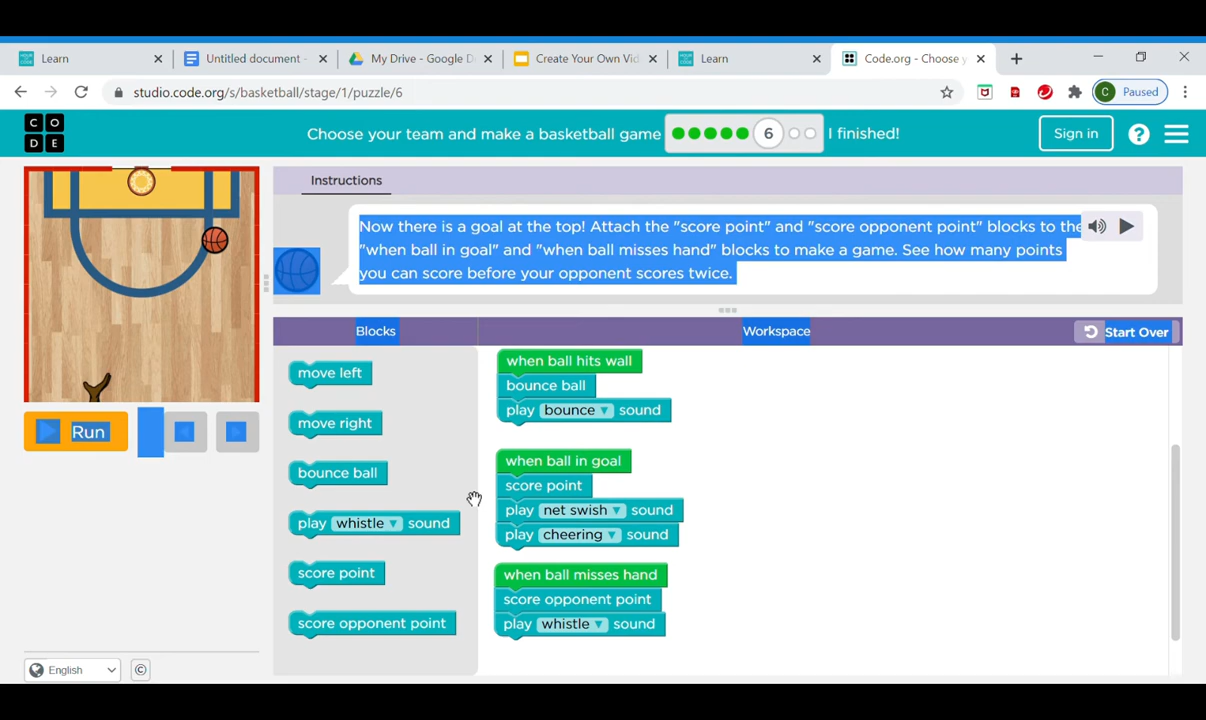 Learn
Untitled document -
My Drive - Google D
Create Your Own Vid
Learn
Code.org - Choose y
studio.code.org/s/basketball/stage/1/puzzle/6
C
Paused
C O
D E
Choose your team and make a basketball game
6
I finished!
Sign in
?
Instructions
Now there is a goal at the top! Attach the "score point" and "score opponent point" blocks to the
"when ball in goal" and "when ball misses hand" blocks to make a game. See how many points
you can score before your opponent scores twice.
Blocks
Workspace
Start Over
move left
move right
bounce ball
play whistle sound
score point
score opponent point
when ball hits wall
bounce ball
play bounce sound
when ball in goal
score point
play net swish sound
play cheering sound
when ball misses hand
score opponent point
play whistle sound
Run
English
©